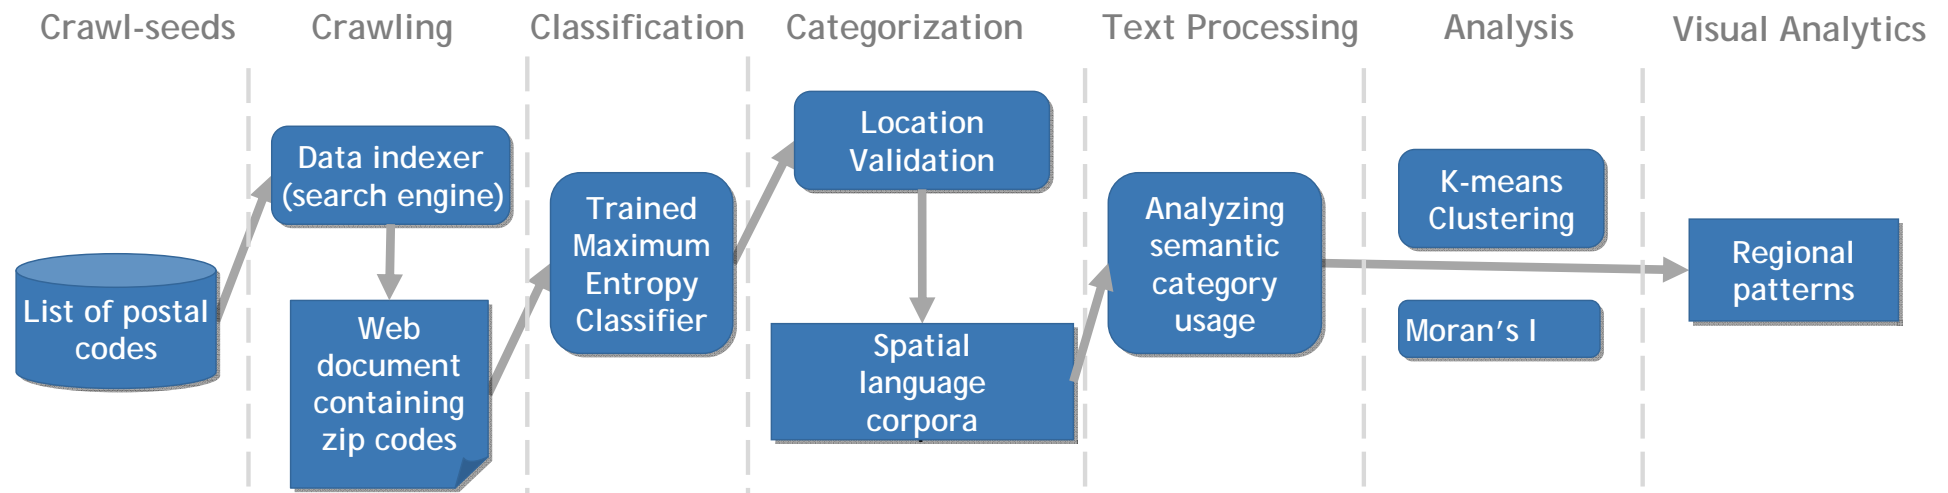 Crawl-seeds
Crawling
Classification
Categorization
Text Processing
Analysis
Visual Analytics
List of postal
codes
Data indexer
(search engine)
Web
document
containing
zip codes
Trained
Maximum
Entropy
Classifier
Location
Validation
Spatial
language
corpora
Analyzing
semantic
category
usage
K-means
Clustering
Moran's I
Regional
patterns